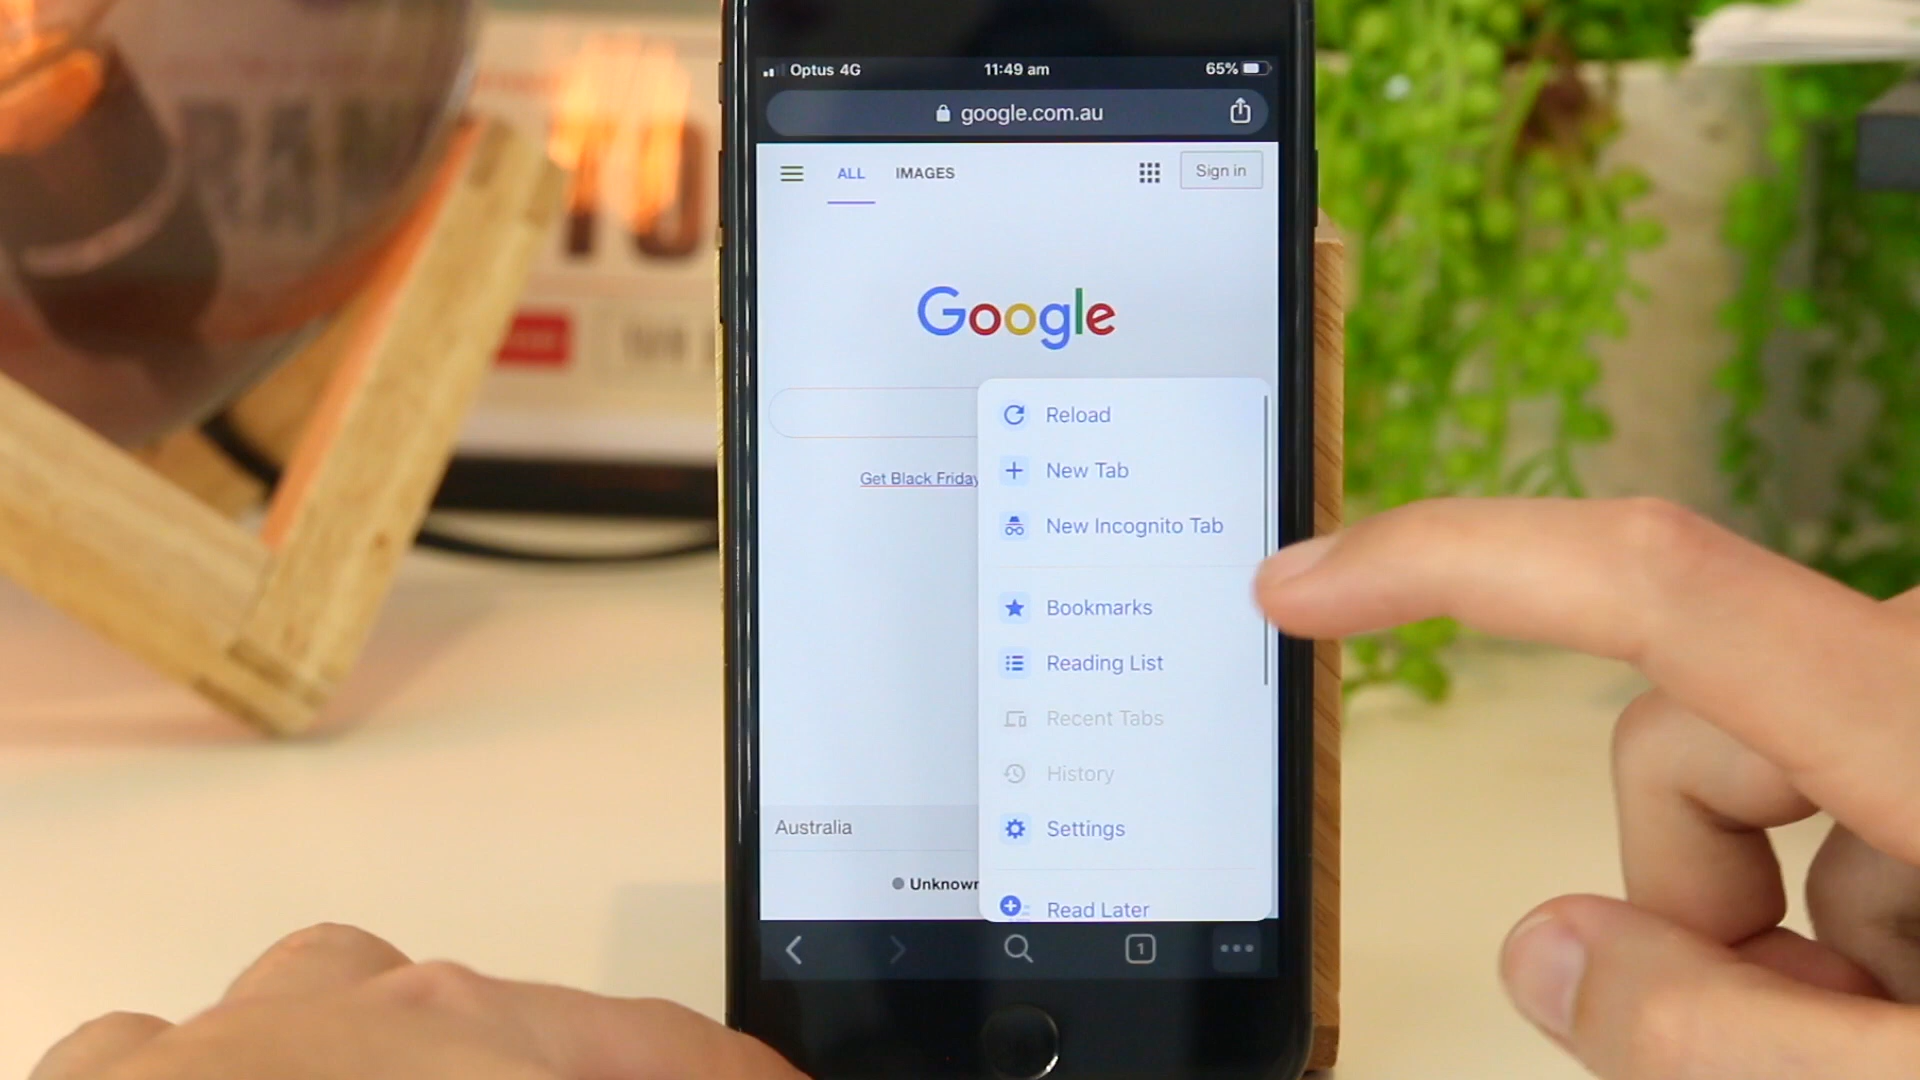 Optus 4G 11:49 am 65%
google.com.au
ALL IMAGES Sign in
Google
Reload
Get Black Friday
New Tab
New Incognito Tab
Bookmarks
Reading List
Recent Tabs
History
Australia
Settings
Unknown
Read Later
1